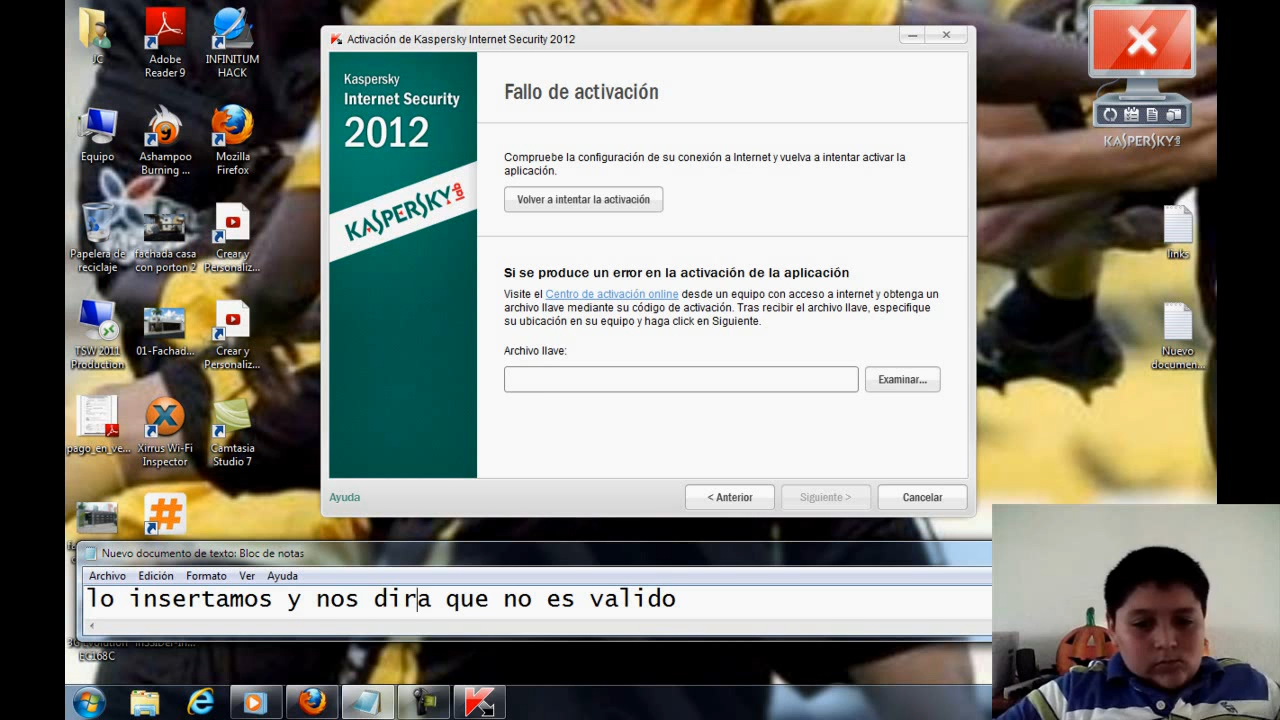 JC
Adobe
Reader 9
INFINITUM
HACK
Equipo
Ashampoo
Burning ...
Mozilla
Firefox
Papelera de
reciclaje
fachada casa
con porton 2
Crear y
Personaliz...
TSW 2011
Production
01-Fachad...
Crear y
Personaliz...
pago_en_ve...
Xirrus Wi-Fi
Inspector
Camtasia
Studio 7
EC168C
Activación de Kaspersky Internet Security 2012
Kaspersky
Internet Security
2012
KASPERSKY lab
Fallo de activación
Compruebe la configuración de su conexión a Internet y vuelva a intentar activar la
aplicación.
Volver a intentar la activación
Si se produce un error en la activación de la aplicación
Visite el Centro de activación online desde un equipo con acceso a internet y obtenga un
archivo llave mediante su código de activación. Tras recibir el archivo llave, especifique
su ubicación en su equipo y haga click en Siguiente.
Archivo llave:
Examinar...
Ayuda
< Anterior
Siguiente >
Cancelar
KASPERSKY lab
links
Nuevo
documen...
Nuevo documento de texto: Bloc de notas
Archivo Edición Formato Ver Ayuda
lo insertamos y nos dira que no es valido